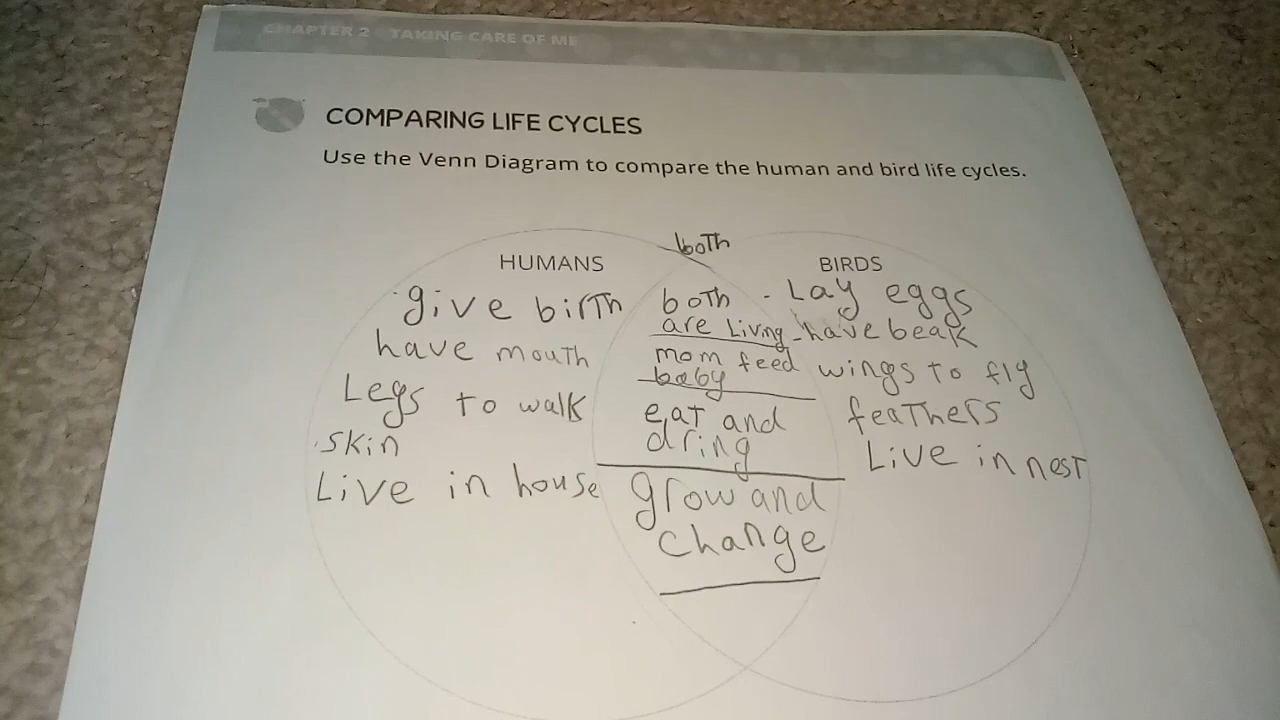 CHAPTER 2 TAKING CARE OF ME
COMPARING LIFE CYCLES
Use the Venn Diagram to compare the human and bird life cycles.
both
HUMANS
give birth
have mouth
Legs to walk
skin
Live in house
both
are Living
mom feed
baby
eat and
dring
grow and
change
BIRDS
- Lay eggs
- have beak
wings to fly
feathers
Live in nest